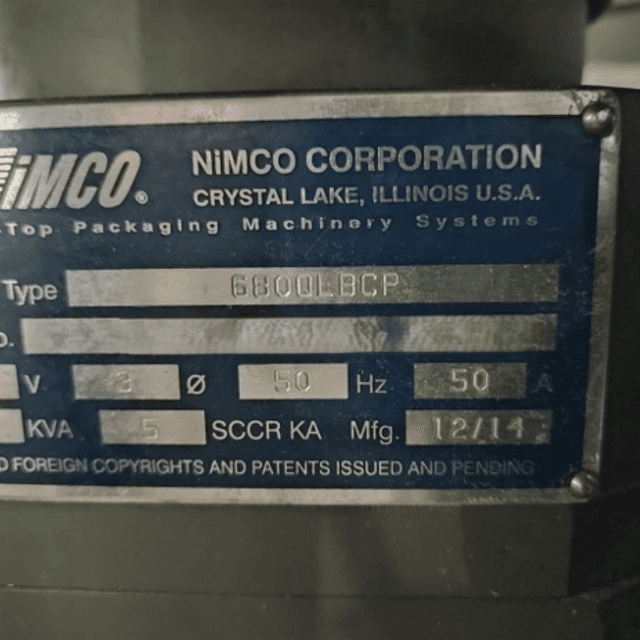 NiMCO®
NiMCO CORPORATION
CRYSTAL LAKE, ILLINOIS U.S.A.
-Top Packaging Machinery Systems
Type 6800LBCP
V 3 Ø 50 Hz 50 A
KVA 5 SCCR KA Mfg. 12/14
FOREIGN COPYRIGHTS AND PATENTS ISSUED AND PENDING